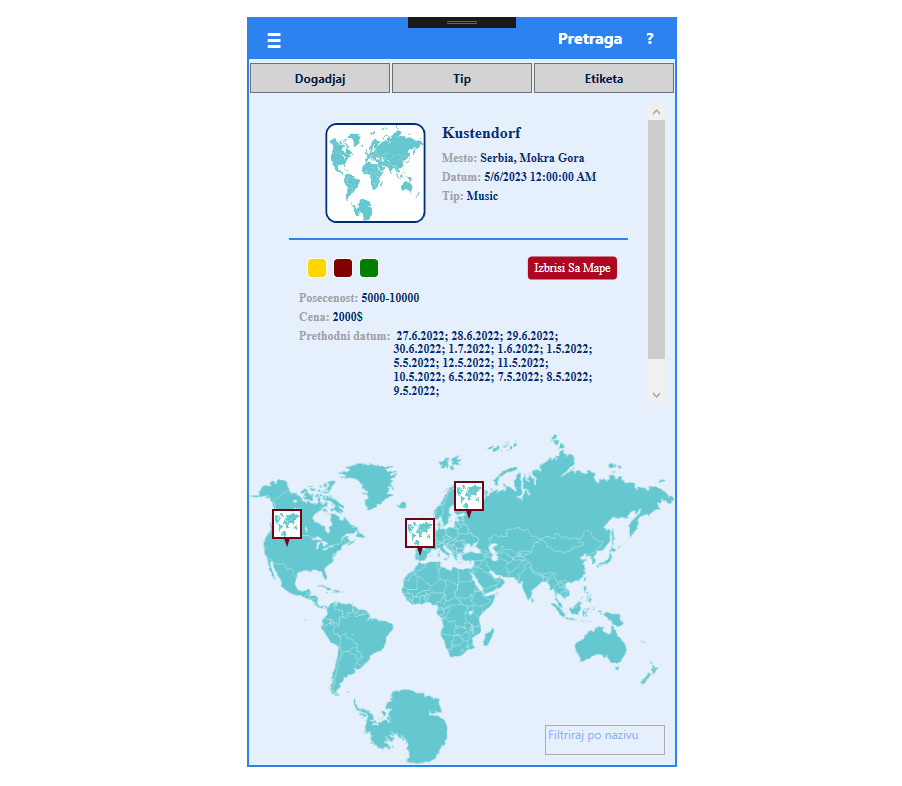 Pretraga ?
Dogadjaj Tip Etiketa
Kustendorf
Mesto: Serbia, Mokra Gora
Datum: 5/6/2023 12:00:00 AM
Tip: Music
Izbrisi Sa Mape
Posecenost: 5000-10000
Cena: 2000$
Prethodni datum: 27.6.2022; 28.6.2022; 29.6.2022;
30.6.2022; 1.7.2022; 1.6.2022; 1.5.2022;
5.5.2022; 12.5.2022; 11.5.2022;
10.5.2022; 6.5.2022; 7.5.2022; 8.5.2022;
9.5.2022;
Filtriraj po nazivu